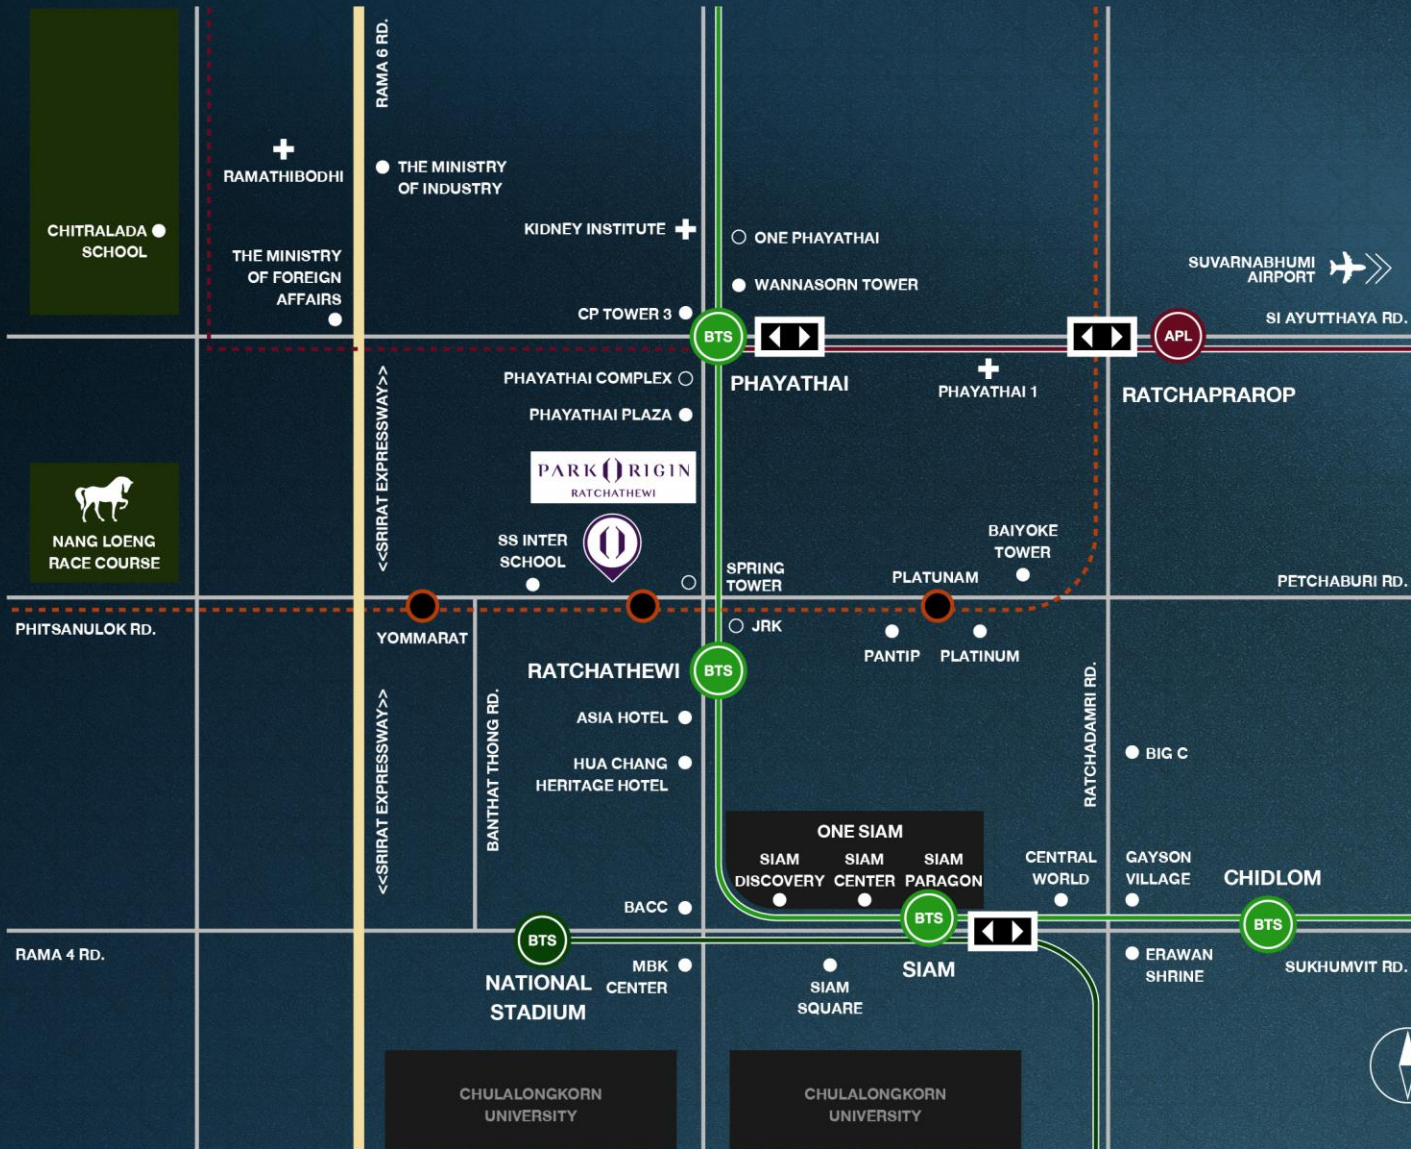 RAMA 6 RD.
RAMATHIBODHI
THE MINISTRY
OF INDUSTRY
CHITRALADA
SCHOOL
THE MINISTRY
OF FOREIGN
AFFAIRS
KIDNEY INSTITUTE
ONE PHAYATHAI
WANNASORN TOWER
CP TOWER 3
SUVARNABHUMI
AIRPORT
SI AYUTTHAYA RD.
BTS
APL
PHAYATHAI
PHAYATHAI 1
RATCHAPRAROP
PHAYATHAI COMPLEX
PHAYATHAI PLAZA
<<SRIRAT EXPRESSWAY>>
PARK ORIGIN
RATCHATHEWI
NANG LOENG
RACE COURSE
SS INTER
SCHOOL
SPRING
TOWER
BAIYOKE
TOWER
PLATUNAM
PETCHABURI RD.
PHITSANULOK RD.
YOMMARAT
JRK
PANTIP
PLATINUM
RATCHATHEWI
BTS
BANTHAT THONG RD.
<<SRIRAT EXPRESSWAY>>
RATCHADAMRI RD.
ASIA HOTEL
HUA CHANG
HERITAGE HOTEL
BIG C
ONE SIAM
SIAM
DISCOVERY
SIAM
CENTER
SIAM
PARAGON
CENTRAL
WORLD
GAYSON
VILLAGE
CHIDLOM
BACC
BTS
BTS
BTS
RAMA 4 RD.
NATIONAL
STADIUM
MBK
CENTER
SIAM
SQUARE
SIAM
ERAWAN
SHRINE
SUKHUMVIT RD.
CHULALONGKORN
UNIVERSITY
CHULALONGKORN
UNIVERSITY